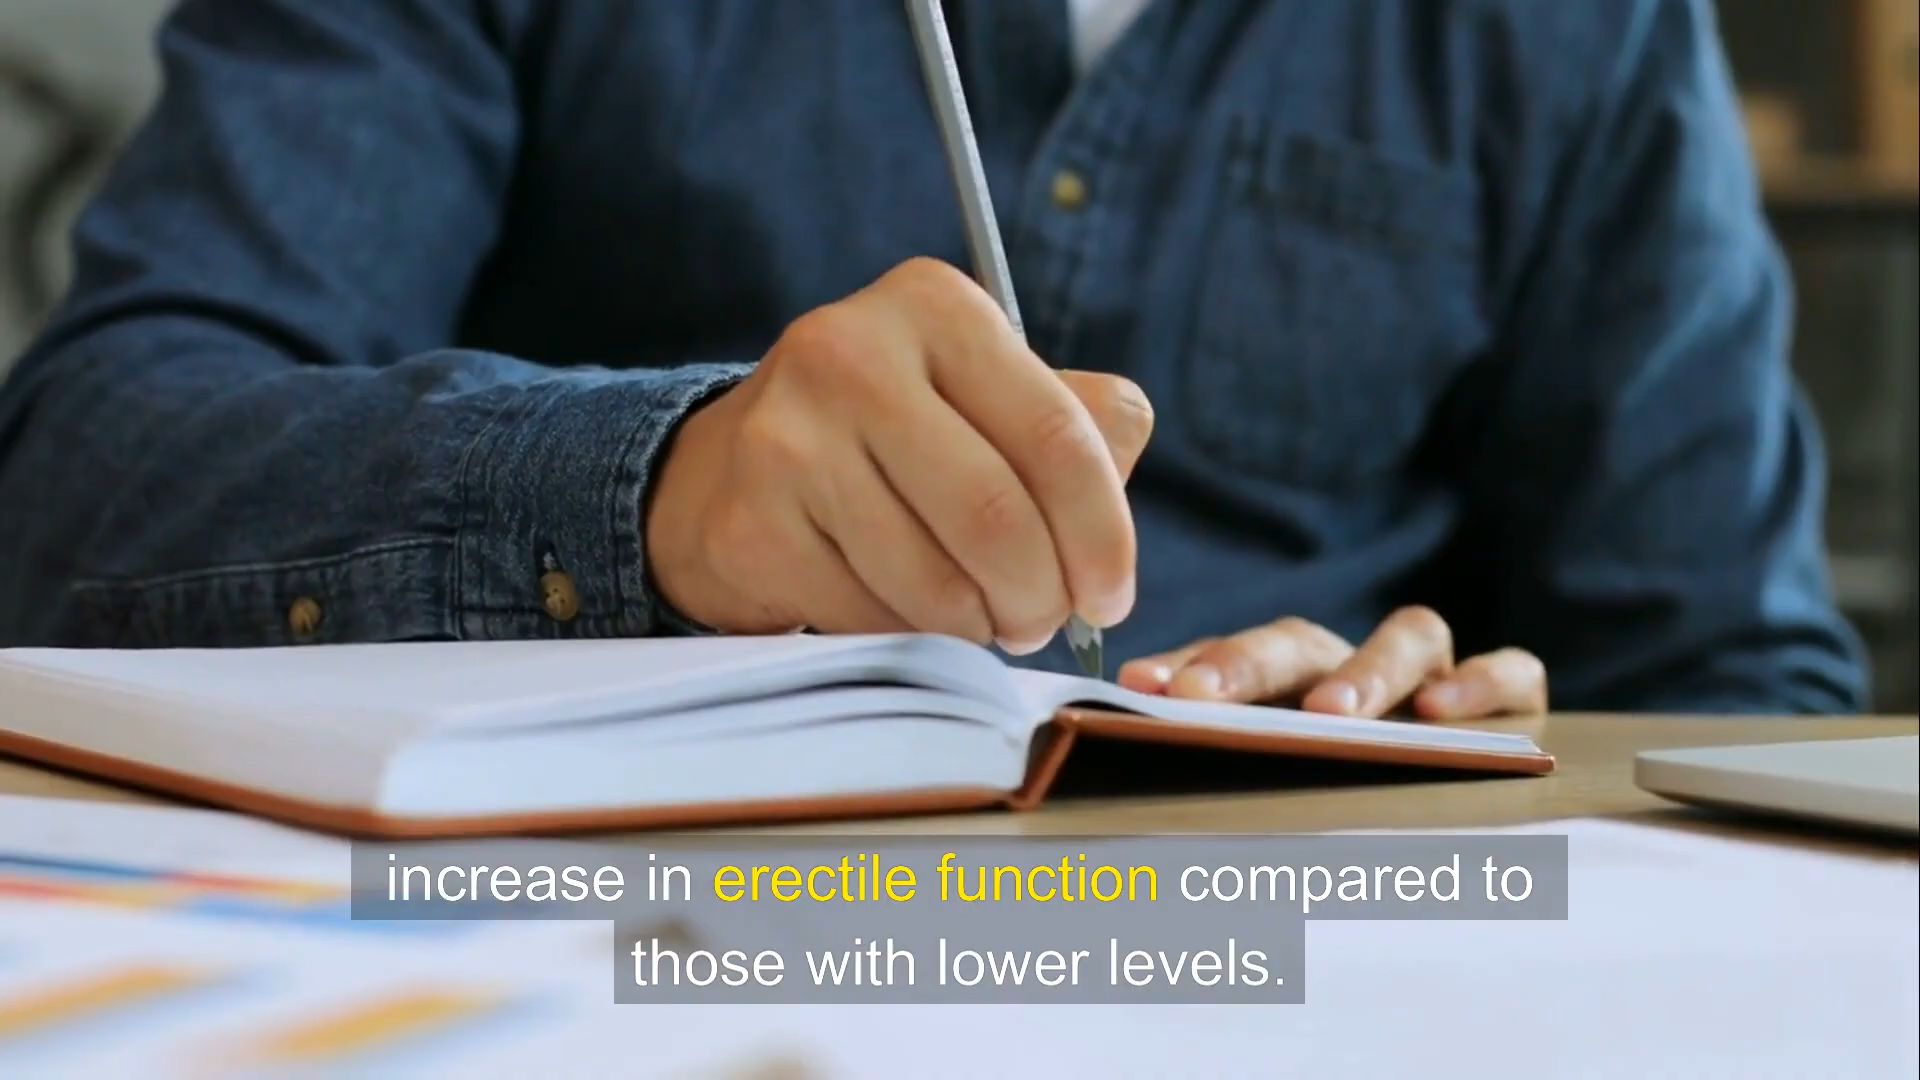 increase in erectile function compared to
those with lower levels.